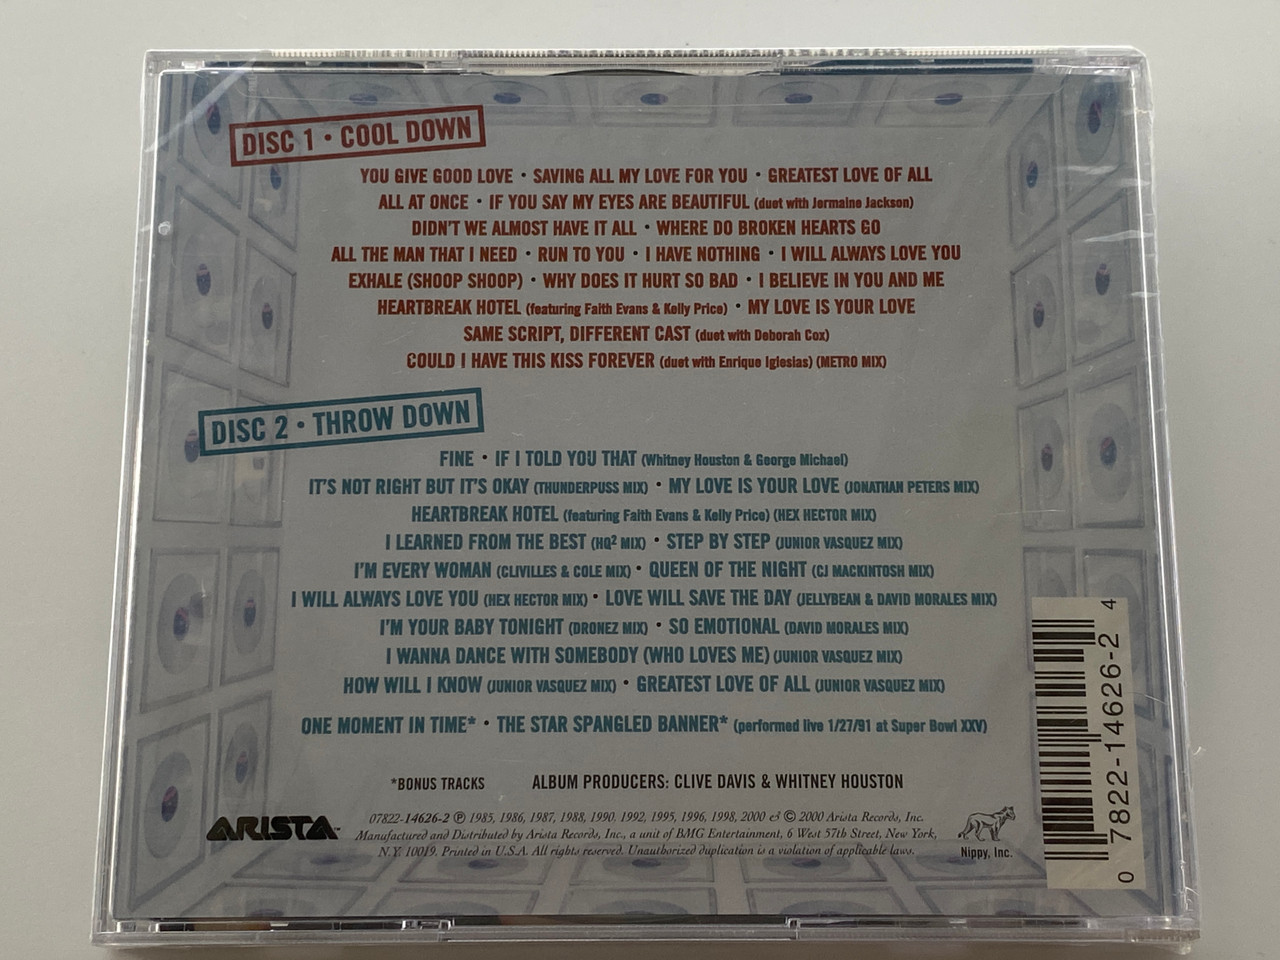 DISC 1 • COOL DOWN
YOU GIVE GOOD LOVE • SAVING ALL MY LOVE FOR YOU • GREATEST LOVE OF ALL
ALL AT ONCE • IF YOU SAY MY EYES ARE BEAUTIFUL (duet with Jermaine Jackson)
DIDN'T WE ALMOST HAVE IT ALL • WHERE DO BROKEN HEARTS GO
ALL THE MAN THAT I NEED • RUN TO YOU • I HAVE NOTHING • I WILL ALWAYS LOVE YOU
EXHALE (SHOOP SHOOP) • WHY DOES IT HURT SO BAD • I BELIEVE IN YOU AND ME
HEARTBREAK HOTEL (featuring Faith Evans & Kelly Price) • MY LOVE IS YOUR LOVE
SAME SCRIPT, DIFFERENT CAST (duet with Deborah Cox)
COULD I HAVE THIS KISS FOREVER (duet with Enrique Iglesias) (METRO MIX)
DISC 2 • THROW DOWN
FINE • IF I TOLD YOU THAT (Whitney Houston & George Michael)
IT'S NOT RIGHT BUT IT'S OKAY (THUNDERPUSS MIX) • MY LOVE IS YOUR LOVE (JONATHAN PETERS MIX)
HEARTBREAK HOTEL (featuring Faith Evans & Kelly Price) (HEX HECTOR MIX)
I LEARNED FROM THE BEST (HQ² MIX) • STEP BY STEP (JUNIOR VASQUEZ MIX)
I'M EVERY WOMAN (CLIVILLES & COLE MIX) • QUEEN OF THE NIGHT (CJ MACKINTOSH MIX)
I WILL ALWAYS LOVE YOU (HEX HECTOR MIX) • LOVE WILL SAVE THE DAY (JELLYBEAN & DAVID MORALES MIX)
I'M YOUR BABY TONIGHT (DRONEZ MIX) • SO EMOTIONAL (DAVID MORALES MIX)
I WANNA DANCE WITH SOMEBODY (WHO LOVES ME) (JUNIOR VASQUEZ MIX)
HOW WILL I KNOW (JUNIOR VASQUEZ MIX) • GREATEST LOVE OF ALL (JUNIOR VASQUEZ MIX)
ONE MOMENT IN TIME* • THE STAR SPANGLED BANNER* (performed live 1/27/91 at Super Bowl XXV)
*BONUS TRACKS ALBUM PRODUCERS: CLIVE DAVIS & WHITNEY HOUSTON
ARISTA™
07822-14626-2 ℗ 1985, 1986, 1987, 1988, 1990, 1992, 1995, 1996, 1998, 2000 & © 2000 Arista Records, Inc.
Manufactured and Distributed by Arista Records, Inc., a unit of BMG Entertainment, 6 West 57th Street, New York,
N.Y. 10019. Printed in U.S.A. All rights reserved. Unauthorized duplication is a violation of applicable laws.
Nippy, Inc.
0 7822-14626-2 4